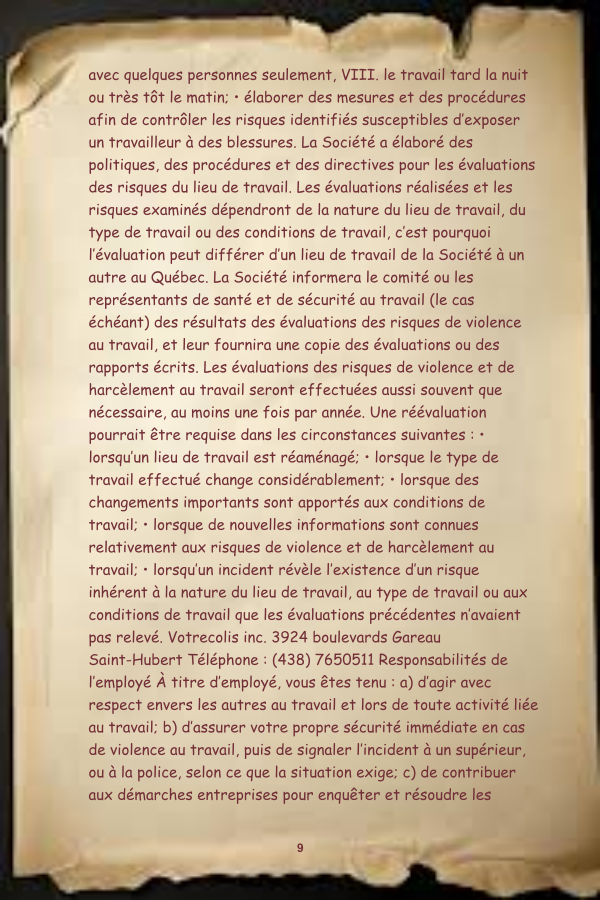 avec quelques personnes seulement, VIII. le travail tard la nuit
ou très tôt le matin; • élaborer des mesures et des procédures
afin de contrôler les risques identifiés susceptibles d’exposer
un travailleur à des blessures. La Société a élaboré des
politiques, des procédures et des directives pour les évaluations
des risques du lieu de travail. Les évaluations réalisées et les
risques examinés dépendront de la nature du lieu de travail, du
type de travail ou des conditions de travail, c’est pourquoi
l’évaluation peut différer d’un lieu de travail de la Société à un
autre au Québec. La Société informera le comité ou les
représentants de santé et de sécurité au travail (le cas
échéant) des résultats des évaluations des risques de violence
au travail, et leur fournira une copie des évaluations ou des
rapports écrits. Les évaluations des risques de violence et de
harcèlement au travail seront effectuées aussi souvent que
nécessaire, au moins une fois par année. Une réévaluation
pourrait être requise dans les circonstances suivantes : •
lorsqu’un lieu de travail est réaménagé; • lorsque le type de
travail effectué change considérablement; • lorsque des
changements importants sont apportés aux conditions de
travail; • lorsque de nouvelles informations sont connues
relativement aux risques de violence et de harcèlement au
travail; • lorsqu’un incident révèle l’existence d’un risque
inhérent à la nature du lieu de travail, au type de travail ou aux
conditions de travail que les évaluations précédentes n’avaient
pas relevé. Votrecolis inc. 3924 boulevards Gareau
Saint-Hubert Téléphone : (438) 7650511 Responsabilités de
l’employé À titre d’employé, vous êtes tenu : a) d’agir avec
respect envers les autres au travail et lors de toute activité liée
au travail; b) d’assurer votre propre sécurité immédiate en cas
de violence au travail, puis de signaler l’incident à un supérieur,
ou à la police, selon ce que la situation exige; c) de contribuer
aux démarches entreprises pour enquêter et résoudre les
9